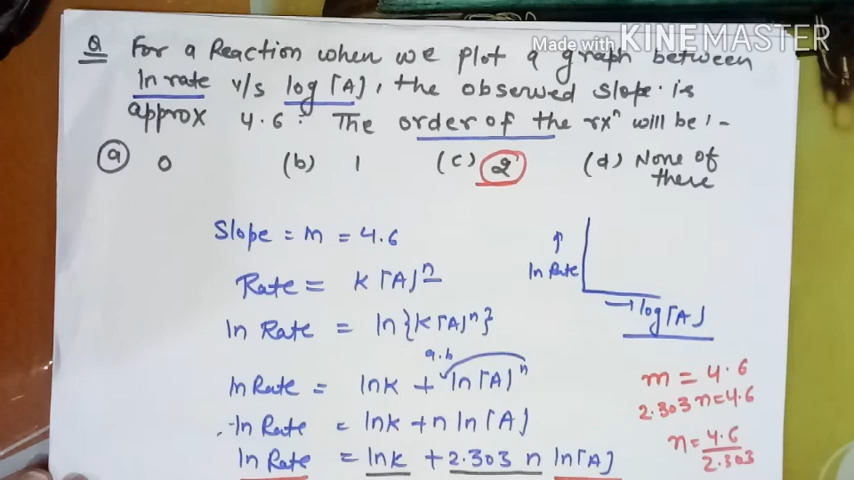 Made with KINEMASTER
Q For a Reaction when we plot a graph between
ln rate v/s log [A], the observed slope is
approx 4.6. The order of the rxⁿ will be :-
(a) 0 (b) 1 (c) 2 (d) None of
there
Slope = m = 4.6
Rate = K [A]ⁿ
ln Rate = ln {K [A]ⁿ}
a.b
ln Rate = ln K + ln [A]ⁿ
ln Rate = ln K + n ln [A]
ln Rate = ln K + 2.303 n ln [A]
↑
ln Rate
→ log [A]
m = 4.6
2.303 n = 4.6
n = 4.6
2.303